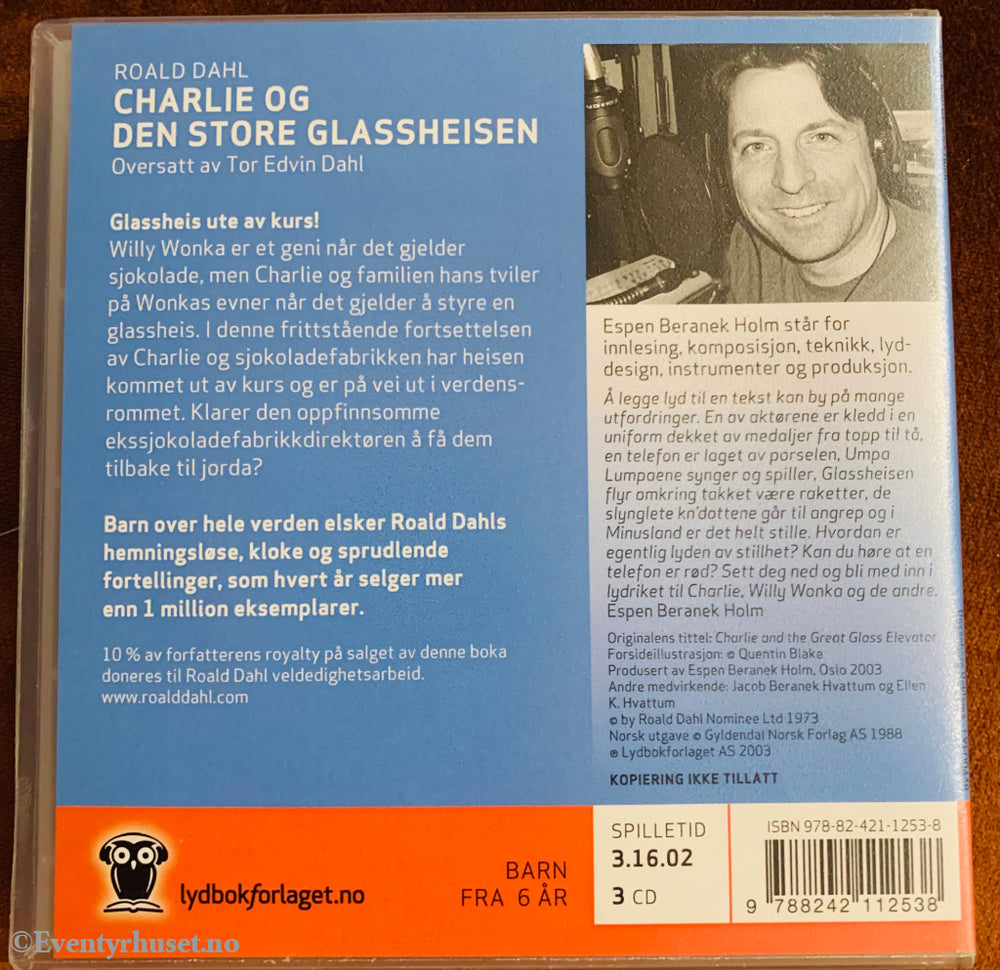 ROALD DAHL
CHARLIE OG
DEN STORE GLASSHEISEN
Oversatt av Tor Edvin Dahl
Glassheis ute av kurs!
Willy Wonka er et geni når det gjelder
sjokolade, men Charlie og familien hans tviler
på Wonkas evner når det gjelder å styre en
glassheis. I denne frittstående fortsettelsen
av Charlie og sjokoladefabrikken har heisen
kommet ut av kurs og er på vei ut i verdens-
rommet. Klarer den oppfinnsomme
ekssjokoladefabrikkdirektøren å få dem
tilbake til jorda?
Barn over hele verden elsker Roald Dahls
hemningsløse, kloke og sprudlende
fortellinger, som hvert år selger mer
enn 1 million eksemplarer.
10 % av forfatterens royalty på salget av denne boka
doneres til Roald Dahl veldedighetsarbeid.
www.roalddahl.com
Espen Beranek Holm står for
innlesing, komposisjon, teknikk, lyd-
design, instrumenter og produksjon.
Å legge lyd til en tekst kan by på mange
utfordringer. En av aktørene er kledd i en
uniform dekket av medaljer fra topp til tå,
en telefon er laget av porselen, Umpa
Lumpaene synger og spiller, Glassheisen
flyr omkring takket være raketter, de
slynglete kn'dottene går til angrep og i
Minusland er det helt stille. Hvordan er
egentlig lyden av stillhet? Kan du høre at en
telefon er rød? Sett deg ned og bli med inn i
lydriket til Charlie, Willy Wonka og de andre.
Espen Beranek Holm
Originalens tittel: Charlie and the Great Glass Elevator
Forsideillustrasjon: © Quentin Blake
Produsert av Espen Beranek Holm, Oslo 2003
Andre medvirkende: Jacob Beranek Hvattum og Ellen
K. Hvattum
© by Roald Dahl Nominee Ltd 1973
Norsk utgave © Gyldendal Norsk Forlag AS 1988
℗ Lydbokforlaget AS 2003
KOPIERING IKKE TILLATT
lydbokforlaget.no
BARN
FRA 6 ÅR
SPILLETID
3.16.02
3 CD
ISBN 978-82-421-1253-8
9 788242 112538
©Eventyrhuset.no